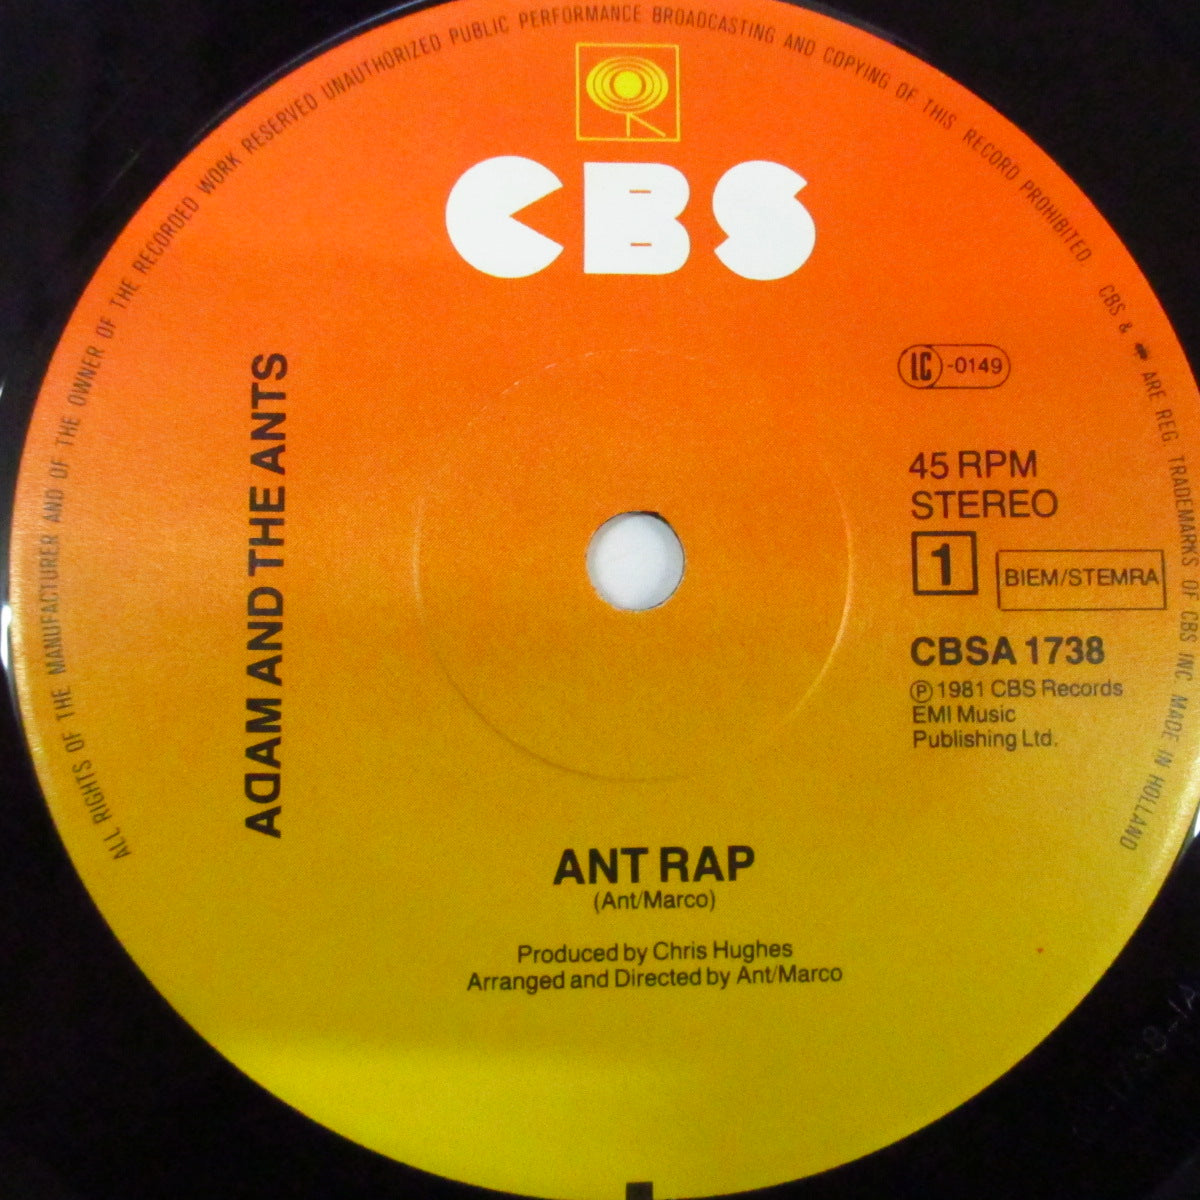 ALL RIGHTS OF THE MANUFACTURER AND OF THE OWNER OF THE RECORDED WORK RESERVED UNAUTHORIZED PUBLIC PERFORMANCE BROADCASTING AND COPYING OF THIS RECORD PROHIBITED. CBS & ARE REG. TRADEMARKS OF CBS INC. MADE IN HOLLAND
CBS
ADAM AND THE ANTS
LC -0149
45 RPM
STEREO
1
BIEM/STEMRA
CBSA 1738
Ⓟ 1981 CBS Records
EMI Music
Publishing Ltd.
ANT RAP
(Ant/Marco)
Produced by Chris Hughes
Arranged and Directed by Ant/Marco